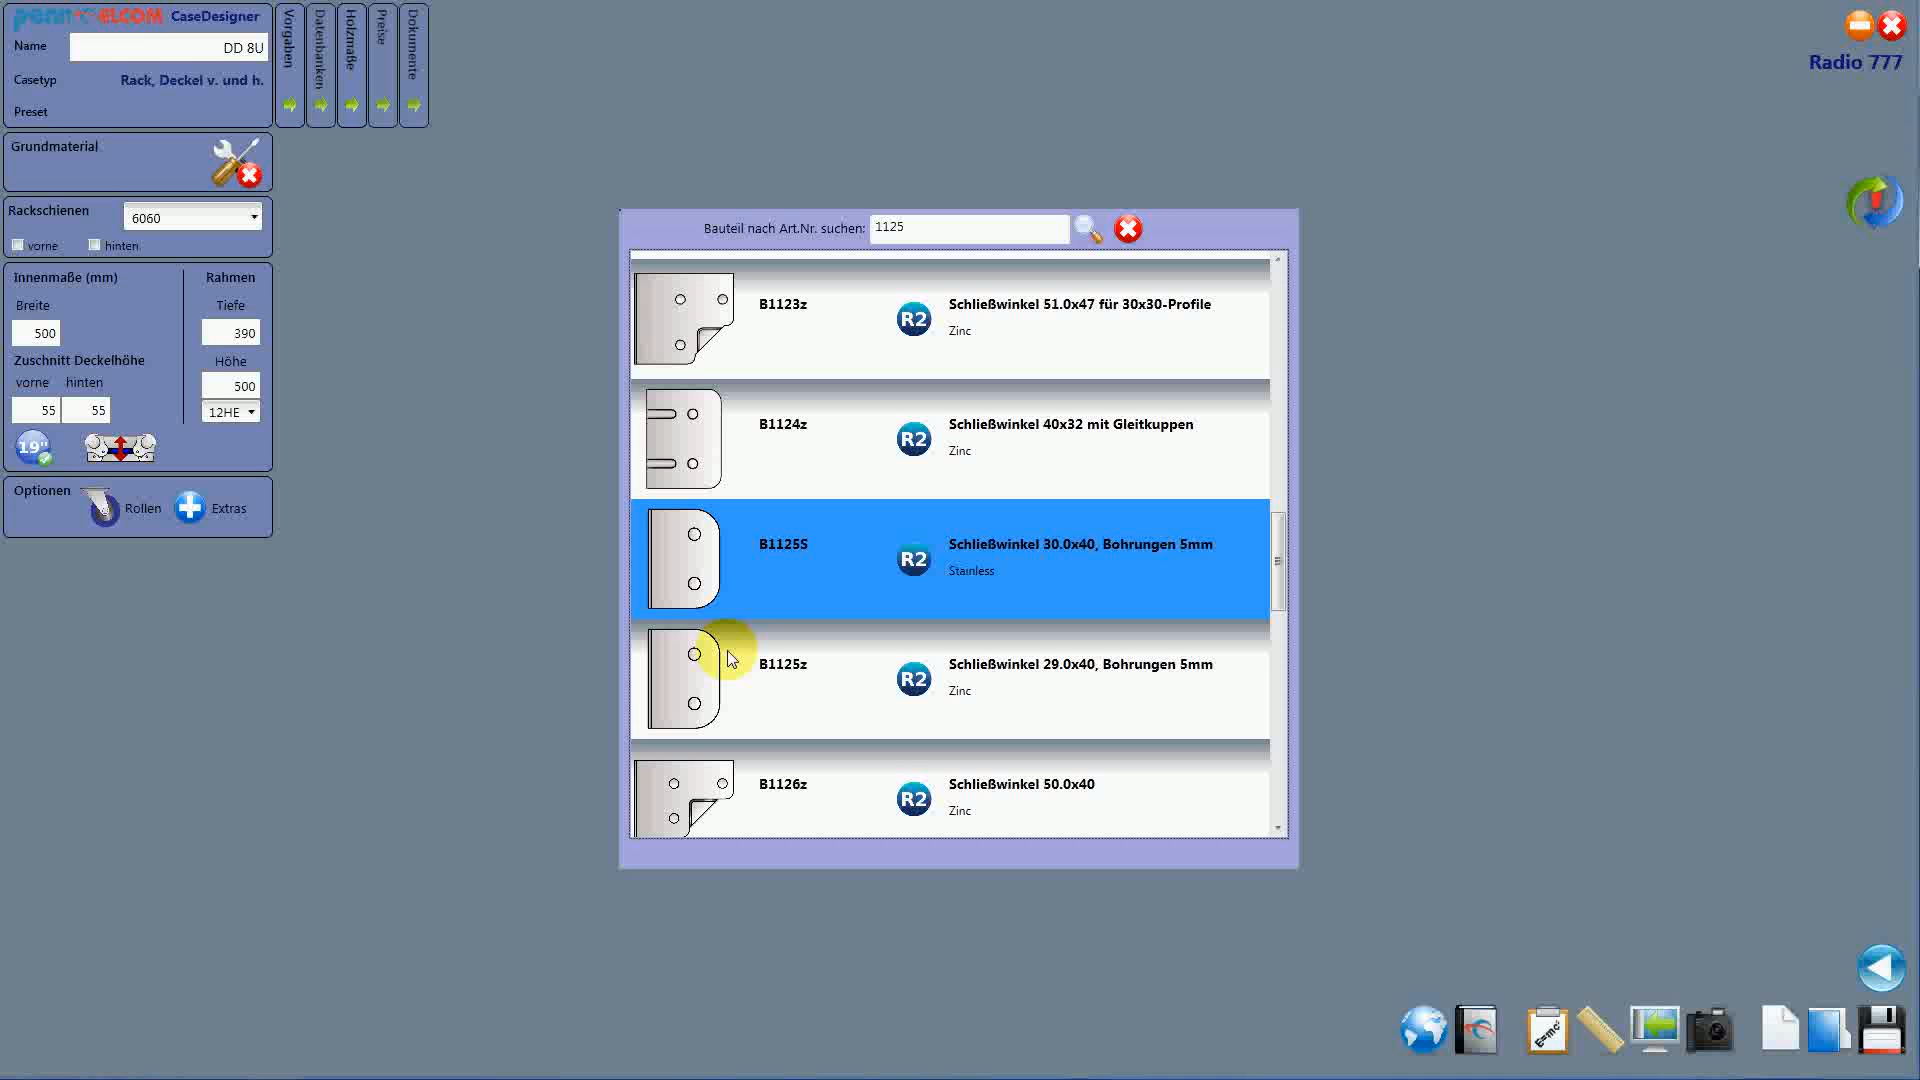 penn ELCOM CaseDesigner
Name
DD 8U
Casetyp
Rack, Deckel v. und h.
Preset
Vorgaben
Datenbanken
Holzmaße
Preise
Dokumente
Radio 777
Grundmaterial
Rackschienen
6060
vorne
hinten
Innenmaße (mm)
Rahmen
Breite
Tiefe
500
390
Zuschnitt Deckelhöhe
Höhe
vorne
hinten
500
55
55
12HE
19"
Optionen
Rollen
Extras
Bauteil nach Art.Nr. suchen:
1125
B1123z
R2
Schließwinkel 51.0x47 für 30x30-Profile
Zinc
B1124z
R2
Schließwinkel 40x32 mit Gleitkuppen
Zinc
B1125S
R2
Schließwinkel 30.0x40, Bohrungen 5mm
Stainless
B1125z
R2
Schließwinkel 29.0x40, Bohrungen 5mm
Zinc
B1126z
R2
Schließwinkel 50.0x40
Zinc
E=mc²